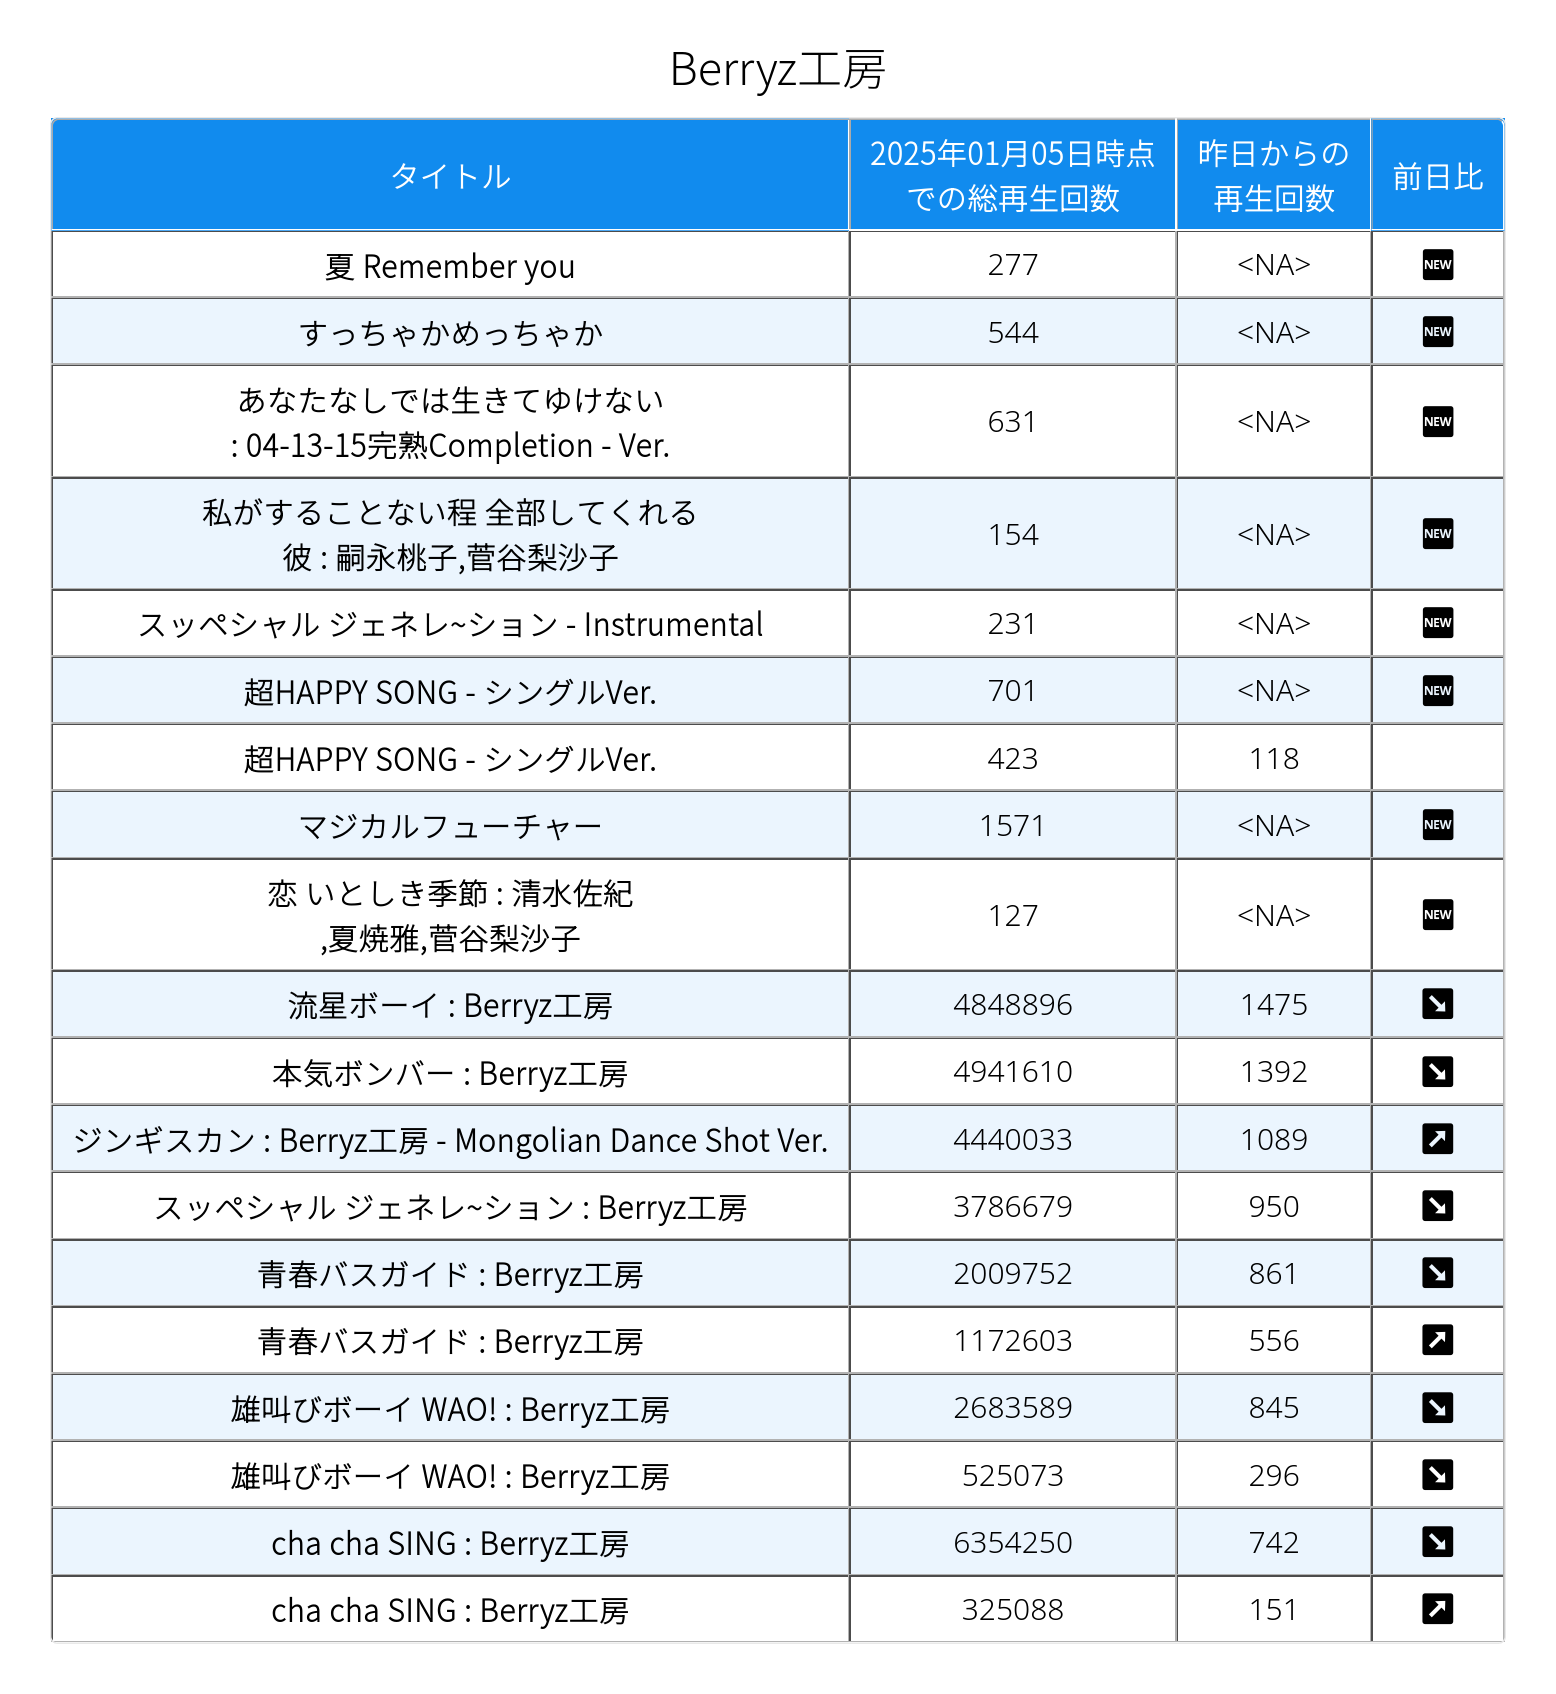 Berryz工房
タイトル 2025年01月05日時点 昨日からの 前日比
での総再生回数 再生回数
夏 Remember you 277 <NA> NEW
すっちゃかめっちゃか 544 <NA> NEW
あなたなしでは生きてゆけない
: 04-13-15完熟Completion - Ver. 631 <NA> NEW
私がすることない程 全部してくれる
彼 : 嗣永桃子,菅谷梨沙子 154 <NA> NEW
スッペシャル ジェネレ~ション - Instrumental 231 <NA> NEW
超HAPPY SONG - シングルVer. 701 <NA> NEW
超HAPPY SONG - シングルVer. 423 118
マジカルフューチャー 1571 <NA> NEW
恋 いとしき季節 : 清水佐紀
,夏焼雅,菅谷梨沙子 127 <NA> NEW
流星ボーイ : Berryz工房 4848896 1475
本気ボンバー : Berryz工房 4941610 1392
ジンギスカン : Berryz工房 - Mongolian Dance Shot Ver. 4440033 1089
スッペシャル ジェネレ~ション : Berryz工房 3786679 950
青春バスガイド : Berryz工房 2009752 861
青春バスガイド : Berryz工房 1172603 556
雄叫びボーイ WAO! : Berryz工房 2683589 845
雄叫びボーイ WAO! : Berryz工房 525073 296
cha cha SING : Berryz工房 6354250 742
cha cha SING : Berryz工房 325088 151